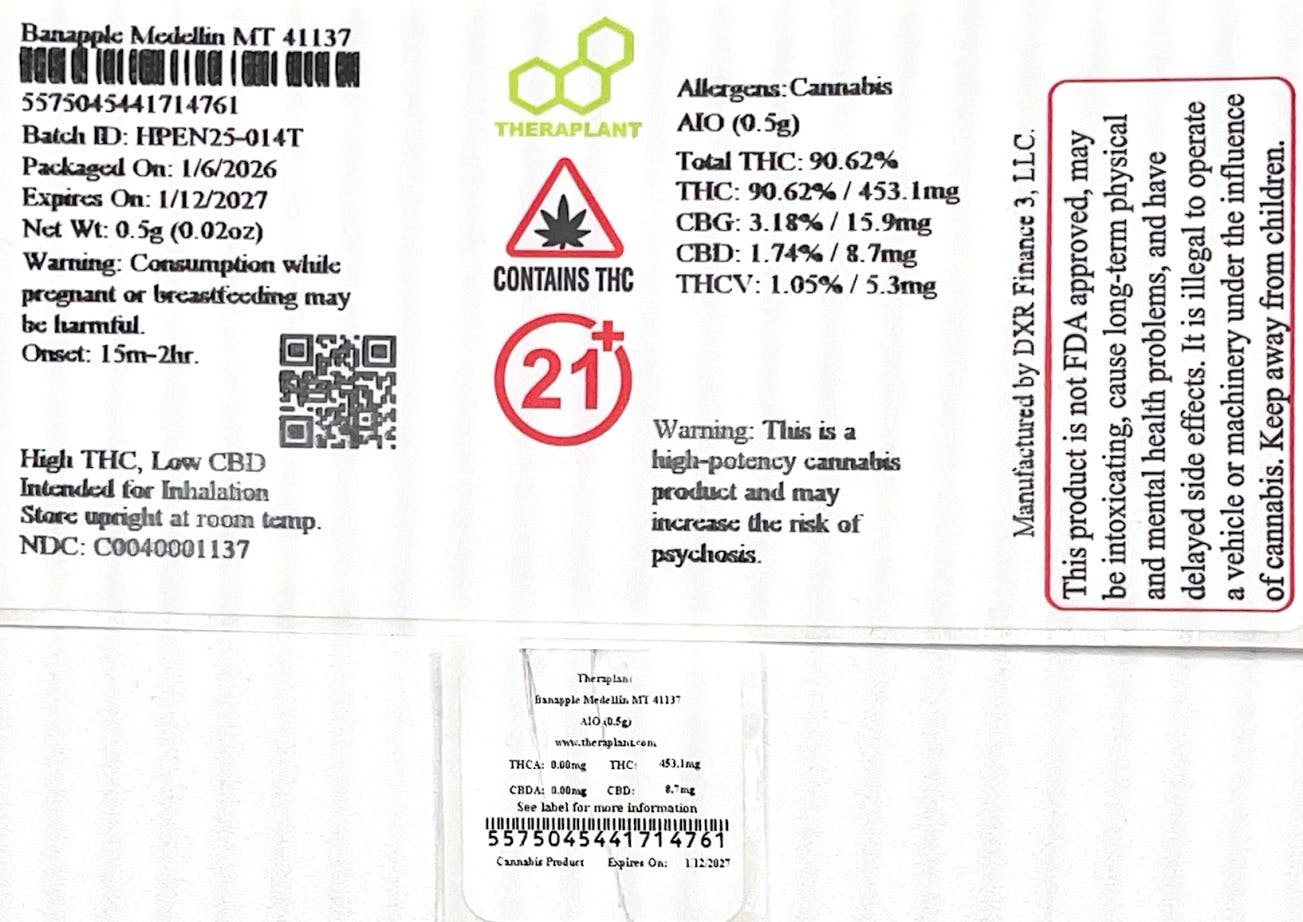 Banapple Medellin MT 41137
5575045441714761
Batch ID: HPEN25-014T
Packaged On: 1/6/2026
Expires On: 1/12/2027
Net Wt: 0.5g (0.02oz)
Warning: Consumption while
pregnant or breastfeeding may
be harmful.
Onset: 15m-2hr.
High THC, Low CBD
Intended for Inhalation
Store upright at room temp.
NDC: C0040001137
THERAPLANT
CONTAINS THC
21+
Allergens: Cannabis
AIO (0.5g)
Total THC: 90.62%
THC: 90.62% / 453.1mg
CBG: 3.18% / 15.9mg
CBD: 1.74% / 8.7mg
THCV: 1.05% / 5.3mg
Warning: This is a
high-potency cannabis
product and may
increase the risk of
psychosis.
Manufactured by DXR Finance 3, LLC.
This product is not FDA approved, may
be intoxicating, cause long-term physical
and mental health problems, and have
delayed side effects. It is illegal to operate
a vehicle or machinery under the influence
of cannabis. Keep away from children.
Theraplant
Banapple Medellin MT 41137
AIO (0.5g)
www.theraplant.com
THCA: 0.00mg THC: 453.1mg
CBDA: 0.00mg CBD: 8.7mg
See label for more information
5575045441714761
Cannabis Product Expires On: 1/12/2027